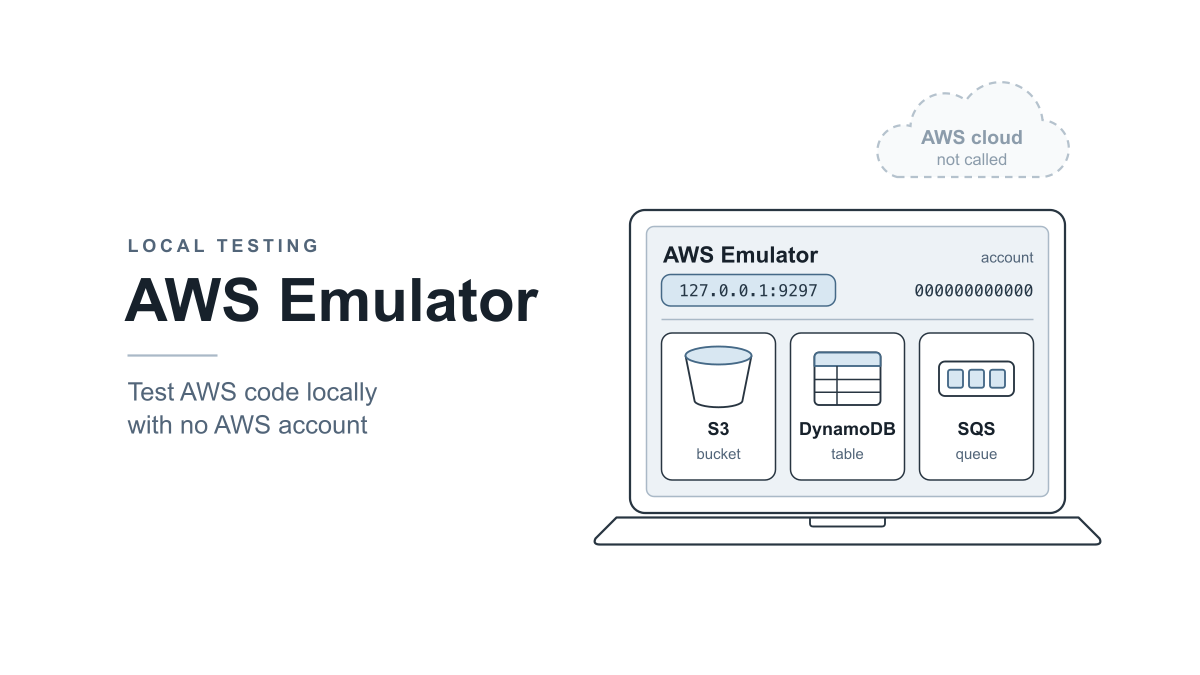 LOCAL TESTING
AWS Emulator
Test AWS code locally
with no AWS account
AWS cloud
not called
AWS Emulator
account
127.0.0.1:9297
000000000000
S3
bucket
DynamoDB
table
SQS
queue